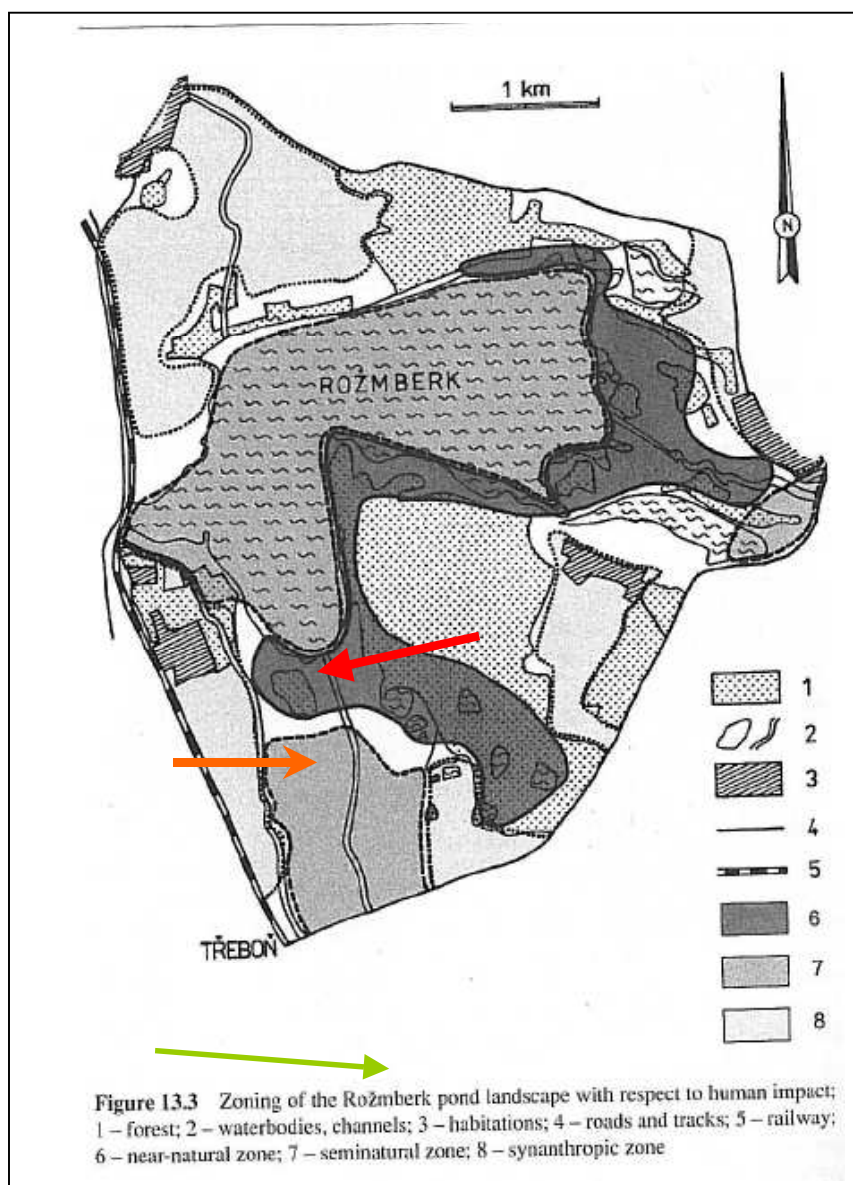 1 km
N
ROŽMBERK
1
2
3
4
5
6
7
8
TŘEBOŇ
Figure 13.3 Zoning of the Rožmberk pond landscape with respect to human impact;
1 – forest; 2 – waterbodies, channels; 3 – habitations; 4 – roads and tracks; 5 – railway;
6 – near-natural zone; 7 – seminatural zone; 8 – synanthropic zone